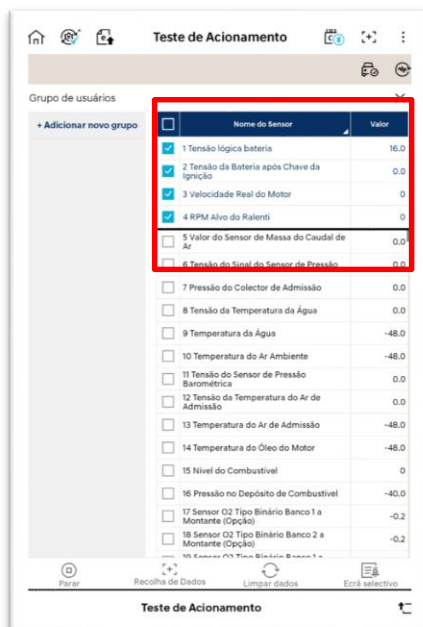 Teste de Acionamento
Grupo de usuários
+ Adicionar novo grupo
Nome do Sensor Valor
1 Tensão lógica bateria 16.0
2 Tensão da Bateria após Chave da
Ignição 0.0
3 Velocidade Real do Motor 0
4 RPM Alvo do Ralenti 0
5 Valor do Sensor de Massa do Caudal de
Ar 0.0
6 Tensão do Sinal do Sensor de Pressão 0.0
7 Pressão do Colector de Admissão 0.0
8 Tensão da Temperatura da Água 0.0
9 Temperatura da Água -48.0
10 Temperatura do Ar Ambiente -48.0
11 Tensão do Sensor de Pressão
Barométrica 0.0
12 Tensão da Temperatura do Ar de
Admissão 0.0
13 Temperatura do Ar de Admissão -48.0
14 Temperatura do Óleo do Motor -48.0
15 Nível do Combustível 0
16 Pressão no Depósito de Combustível -40.0
17 Sensor O2 Tipo Binário Banco 1 a
Montante (Opção) -0.2
18 Sensor O2 Tipo Binário Banco 2 a
Montante (Opção) -0.2
19 Sensor O2 Tipo Binário Banco 1 a
Parar Recolha de Dados Limpar dados Ecrã selectivo
Teste de Acionamento